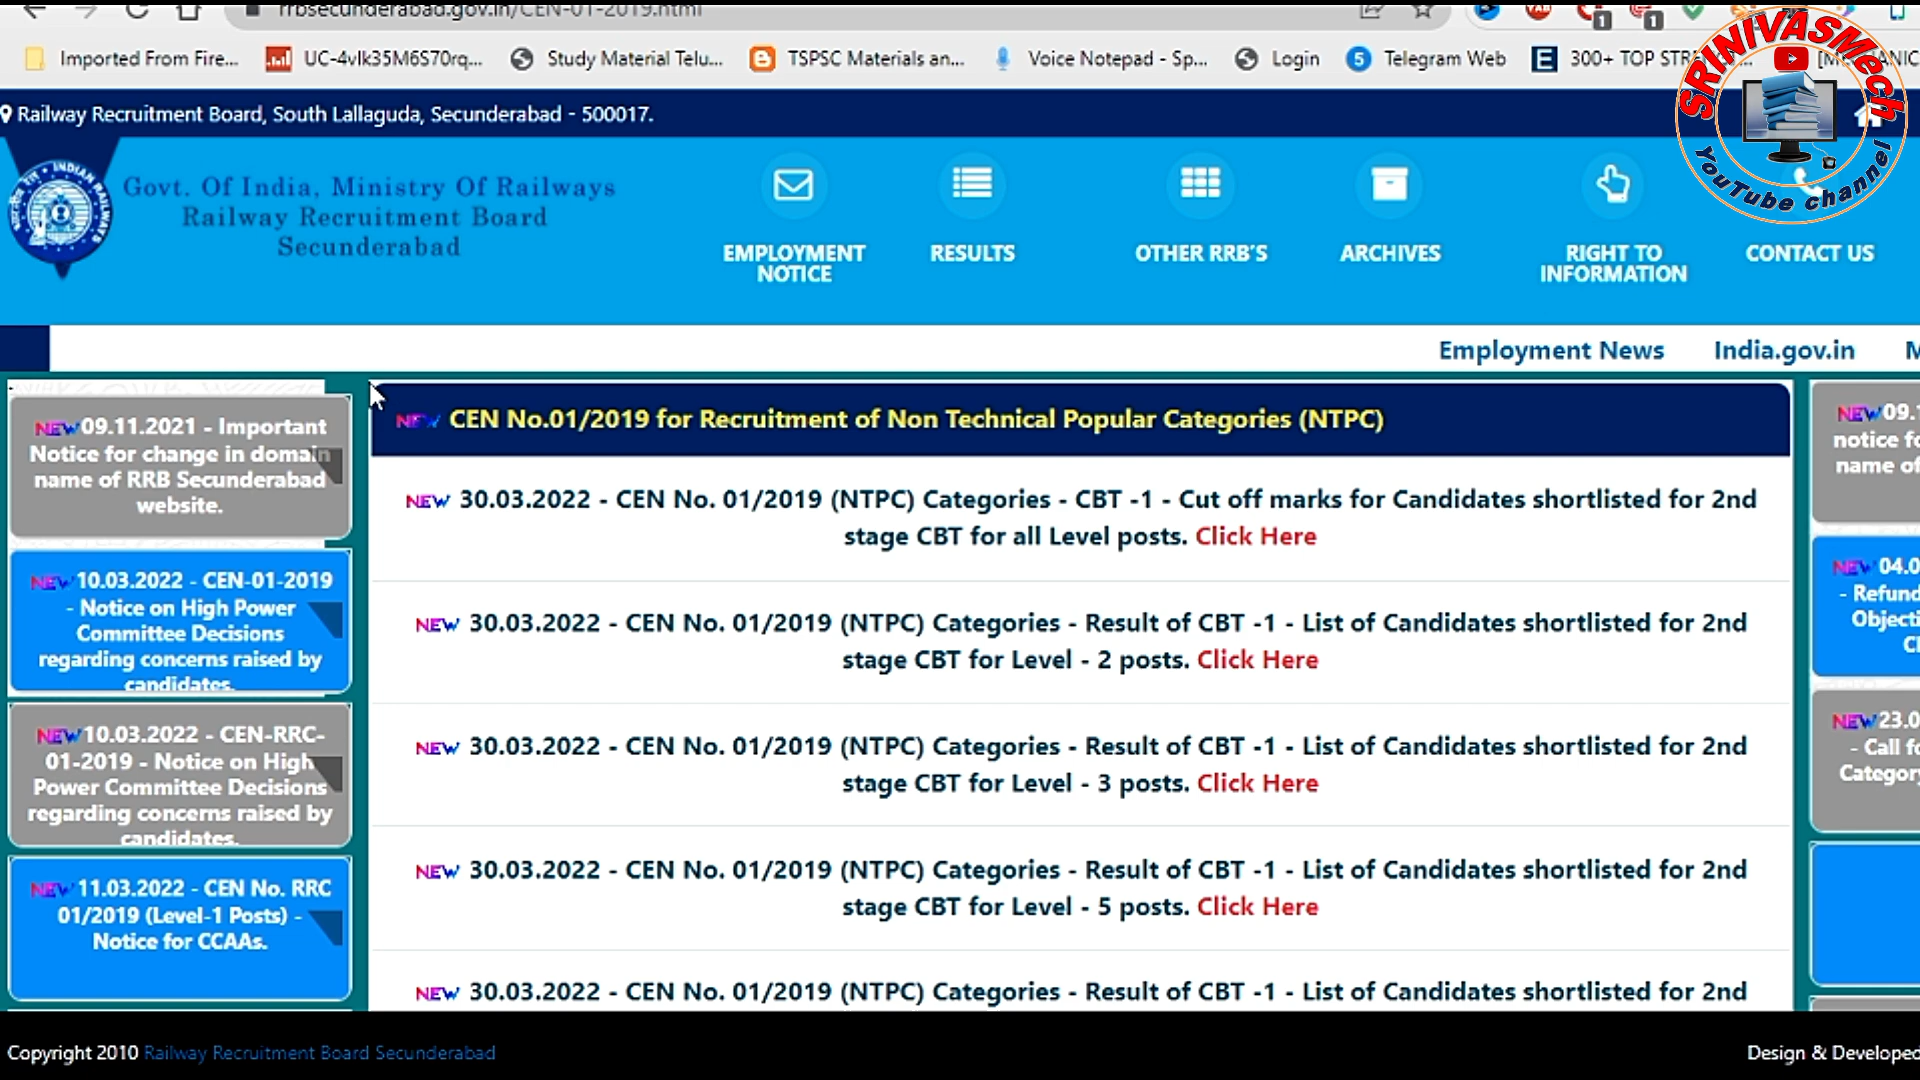 rrbsecunderabad.gov.in/CEN-01-2019.html
1
1
Imported From Fire...
UC-4vlk35M6S70rq...
Study Material Telu...
TSPSC Materials an...
Voice Notepad - Sp...
Login
Telegram Web
300+ TOP
SRINIVASMech
YouTube channel
Railway Recruitment Board, South Lallaguda, Secunderabad - 500017.
Govt. Of India, Ministry Of Railways
Railway Recruitment Board
Secunderabad
EMPLOYMENT
NOTICE
RESULTS
OTHER RRB'S
ARCHIVES
RIGHT TO
INFORMATION
CONTACT US
Employment News
India.gov.in
NEW 09.11.2021 - Important
Notice for change in domain
name of RRB Secunderabad
website.
NEW 10.03.2022 - CEN-01-2019
- Notice on High Power
Committee Decisions
regarding concerns raised by
candidates.
NEW 10.03.2022 - CEN-RRC-
01-2019 - Notice on High
Power Committee Decisions
regarding concerns raised by
candidates.
NEW 11.03.2022 - CEN No. RRC
01/2019 (Level-1 Posts) -
Notice for CCAAs.
NEW CEN No.01/2019 for Recruitment of Non Technical Popular Categories (NTPC)
NEW 30.03.2022 - CEN No. 01/2019 (NTPC) Categories - CBT -1 - Cut off marks for Candidates shortlisted for 2nd
stage CBT for all Level posts. Click Here
NEW 30.03.2022 - CEN No. 01/2019 (NTPC) Categories - Result of CBT -1 - List of Candidates shortlisted for 2nd
stage CBT for Level - 2 posts. Click Here
NEW 30.03.2022 - CEN No. 01/2019 (NTPC) Categories - Result of CBT -1 - List of Candidates shortlisted for 2nd
stage CBT for Level - 3 posts. Click Here
NEW 30.03.2022 - CEN No. 01/2019 (NTPC) Categories - Result of CBT -1 - List of Candidates shortlisted for 2nd
stage CBT for Level - 5 posts. Click Here
NEW 30.03.2022 - CEN No. 01/2019 (NTPC) Categories - Result of CBT -1 - List of Candidates shortlisted for 2nd
NEW
notice
name of
NEW
- Refund
NEW
- Call
Category
Copyright 2010 Railway Recruitment Board Secunderabad
Design & Developed